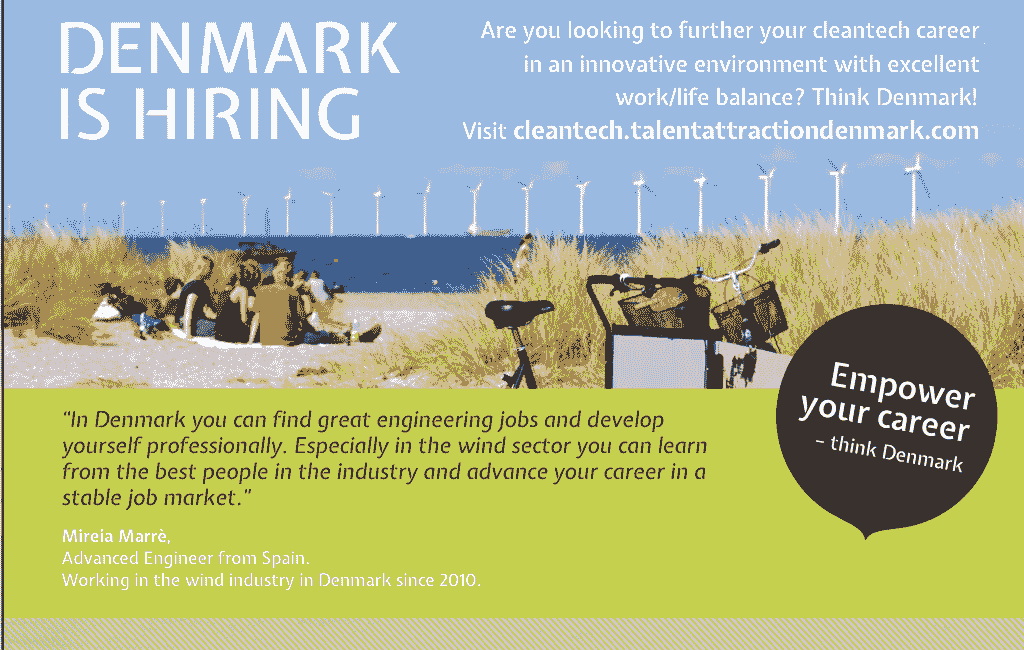 DENMARK
IS HIRING
Are you looking to further your cleantech career
in an innovative environment with excellent
work/life balance? Think Denmark!
Visit cleantech.talentattractiondenmark.com
"In Denmark you can find great engineering jobs and develop
yourself professionally. Especially in the wind sector you can learn
from the best people in the industry and advance your career in a
stable job market."
Mireia Marrè,
Advanced Engineer from Spain.
Working in the wind industry in Denmark since 2010.
Empower
your career
– think Denmark